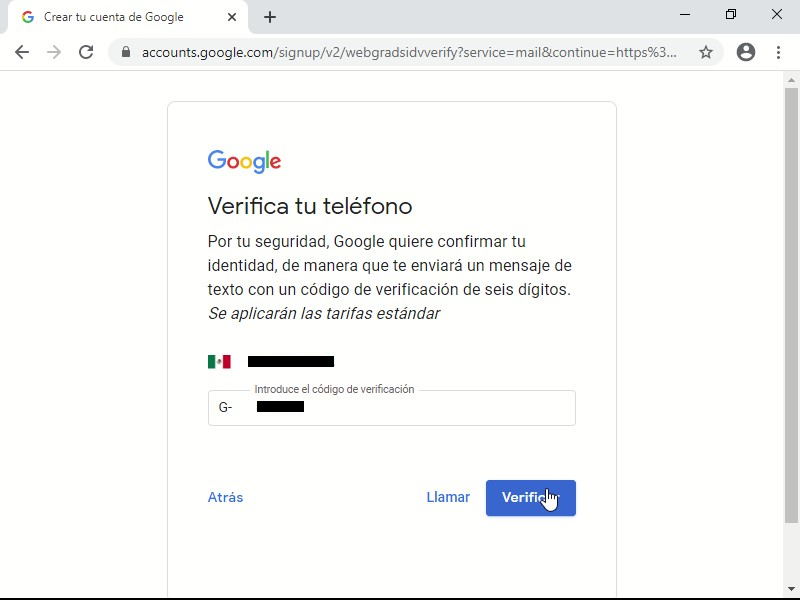 Crear tu cuenta de Google
accounts.google.com/signup/v2/webgradsidvverify?service=mail&continue=https%3...
Google
Verifica tu teléfono
Por tu seguridad, Google quiere confirmar tu
identidad, de manera que te enviará un mensaje de
texto con un código de verificación de seis dígitos.
Se aplicarán las tarifas estándar
Introduce el código de verificación
G-
Atrás
Llamar